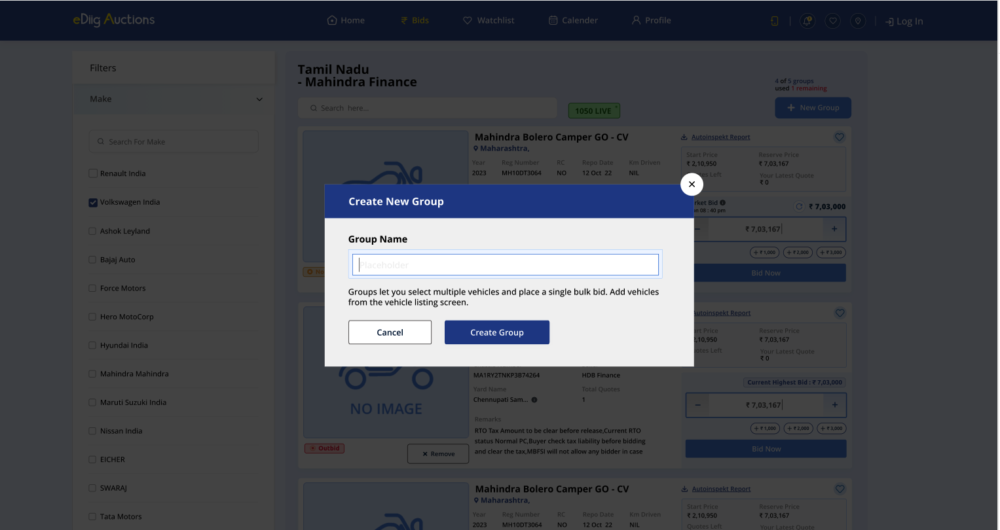 eDiig Auctions
Home
₹ Bids
Watchlist
Calender
Profile
Log In
Filters
Make
Search For Make
Renault India
Volkswagen India
Ashok Leyland
Bajaj Auto
Force Motors
Hero MotoCorp
Hyundai India
Mahindra Mahindra
Maruti Suzuki India
Nissan India
EICHER
SWARAJ
Tata Motors
Tamil Nadu
- Mahindra Finance
4 of 5 groups
used 1 remaining
Search here...
1050 LIVE
+ New Group
Mahindra Bolero Camper GO - CV
Maharashtra,
Year Reg Number RC Repo Date Km Driven
2023 MH10DT3064 NO 12 Oct 22 NIL
Autoinspekt Report
Start Price Reserve Price
₹ 2,10,950 ₹ 7,03,167
Left Your Latest Quote
₹ 0
Bid
08 : 40 pm
₹ 7,03,000
− ₹ 7,03,167 +
+ ₹ 1,000 + ₹ 2,000 + ₹ 3,000
Bid Now
Create New Group
×
Group Name
Placeholder
Groups let you select multiple vehicles and place a single bulk bid. Add vehicles
from the vehicle listing screen.
Cancel
Create Group
NO IMAGE
Outbid
× Remove
MA1RY2TNKP3B74264 HDB Finance
Yard Name Total Quotes
Chennupati Sam... 1
Remarks
RTO Tax Amount to be clear before release,Current RTO
status Normal PC,Buyer check tax liability before bidding
and clear the tax,MBFSI will not allow any bidder in case
Autoinspekt Report
Price Reserve Price
2,10,950 ₹ 7,03,167
Left Your Latest Quote
₹ 0
Current Highest Bid : ₹ 7,03,000
− ₹ 7,03,167 +
+ ₹ 1,000 + ₹ 2,000 + ₹ 3,000
Bid Now
Mahindra Bolero Camper GO - CV
Maharashtra,
Year Reg Number RC Repo Date Km Driven
2023 MH10DT3064 NO 12 Oct 22 NIL
Autoinspekt Report
Start Price Reserve Price
₹ 2,10,950 ₹ 7,03,167
Quotes Left Your Latest Quote